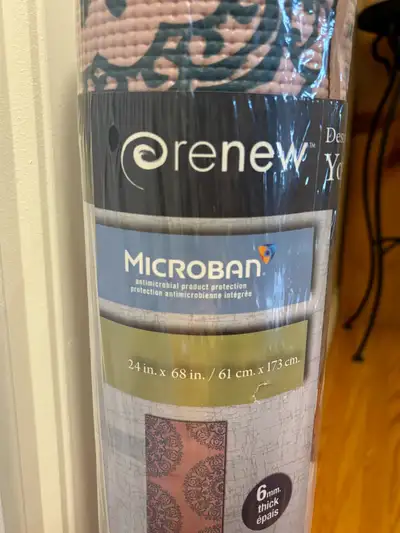 renew™
Des
Yo
MICROBAN
antimicrobial product protection
protection antimicrobienne intégrée
24 in. x 68 in. / 61 cm. x 173 cm.
6mm.
thick
épais